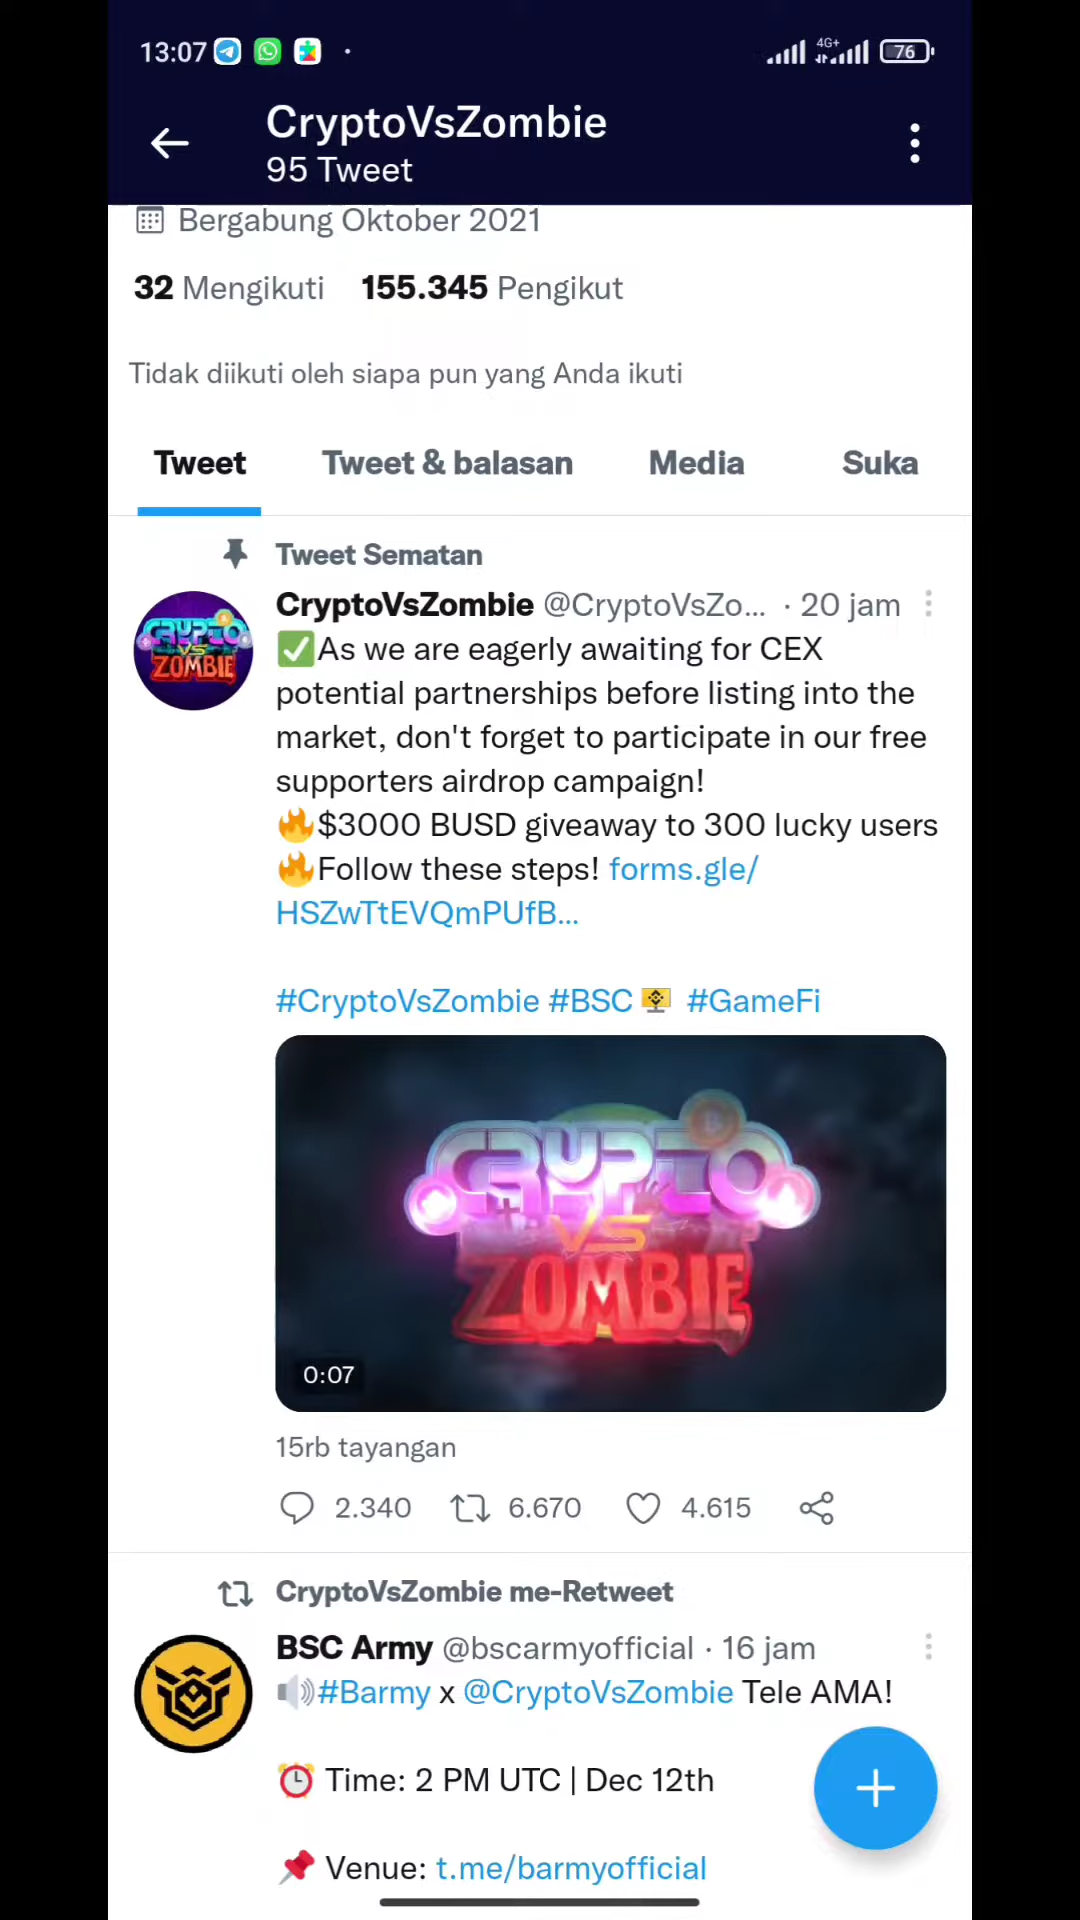 13:07
4G+
76
CryptoVsZombie
95 Tweet
Bergabung Oktober 2021
32 Mengikuti 155.345 Pengikut
Tidak diikuti oleh siapa pun yang Anda ikuti
Tweet Tweet & balasan Media Suka
Tweet Sematan
CryptoVsZombie @CryptoVsZo... · 20 jam
CRYPTO VS ZOMBIE
✅As we are eagerly awaiting for CEX
potential partnerships before listing into the
market, don't forget to participate in our free
supporters airdrop campaign!
🔥$3000 BUSD giveaway to 300 lucky users
🔥Follow these steps! forms.gle/
HSZwTtEVQmPUfB...
#CryptoVsZombie #BSC #GameFi
CRYPTO
VS
ZOMBIE
0:07
15rb tayangan
2.340 6.670 4.615
CryptoVsZombie me-Retweet
BSC Army @bscarmyofficial · 16 jam
🔊#Barmy x @CryptoVsZombie Tele AMA!
⏰ Time: 2 PM UTC | Dec 12th
📌 Venue: t.me/barmyofficial